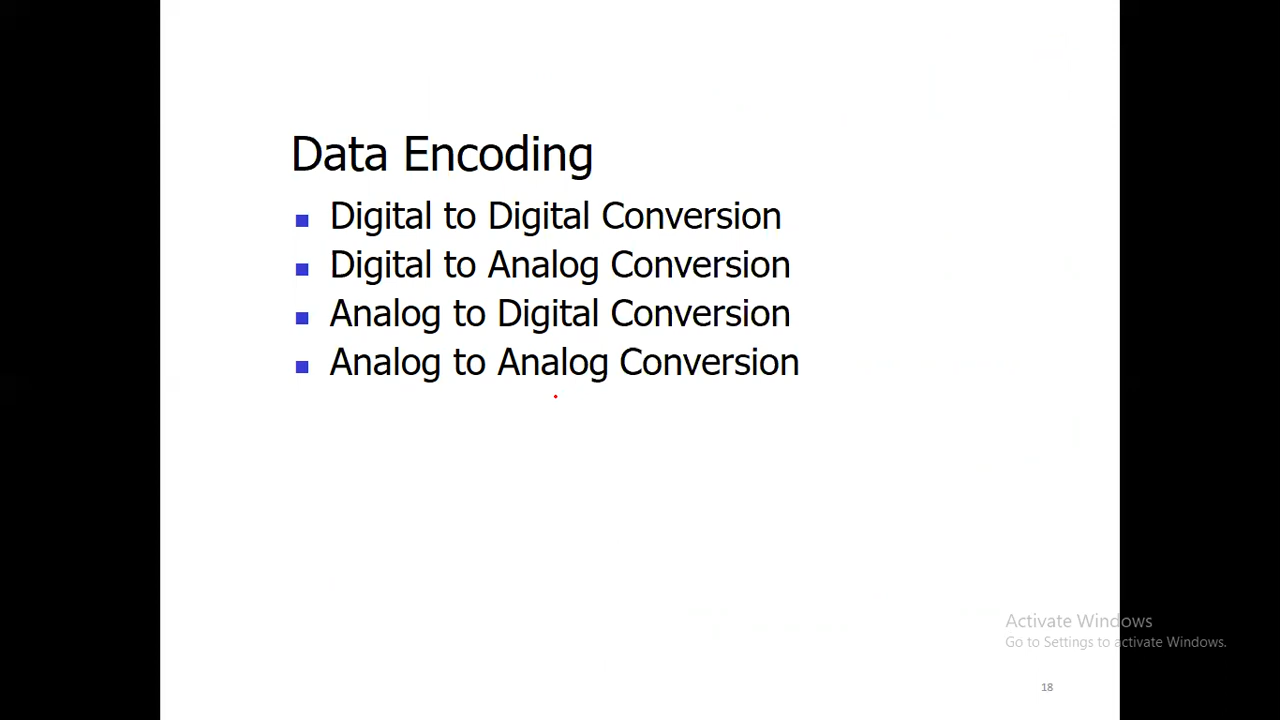 Data Encoding
Digital to Digital Conversion
Digital to Analog Conversion
Analog to Digital Conversion
Analog to Analog Conversion
Activate Windows
Go to Settings to activate Windows.
18